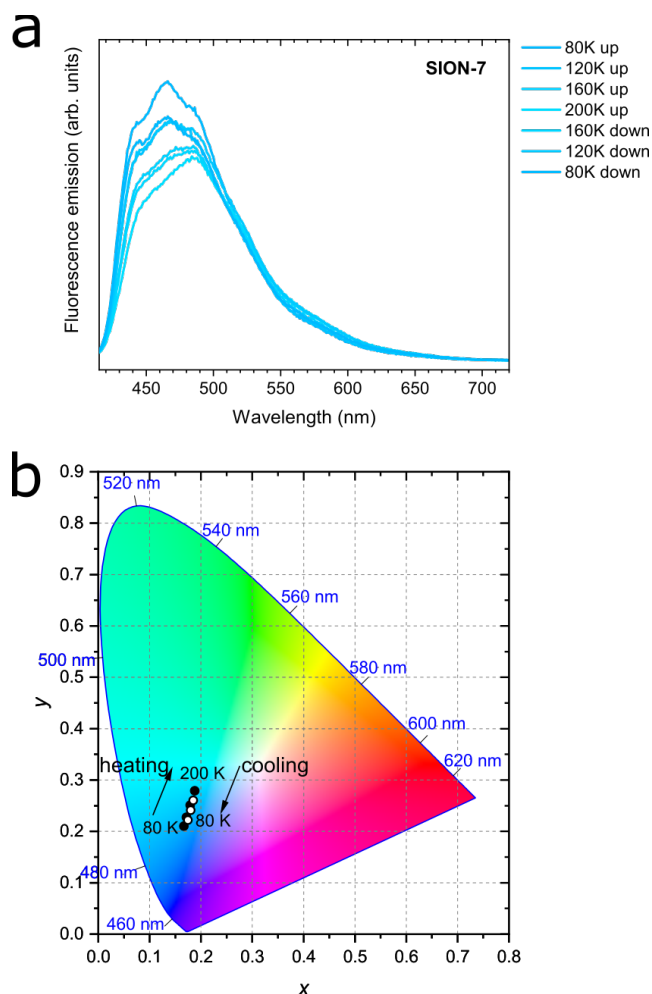 a
SION-7
80K up
120K up
160K up
200K up
160K down
120K down
80K down
Fluorescence emission (arb. units)
450 500 550 600 650 700
Wavelength (nm)
b
0.9
0.8
0.7
0.6
0.5
0.4
0.3
0.2
0.1
0.0
y
520 nm
540 nm
560 nm
500 nm
580 nm
600 nm
620 nm
heating
200 K
cooling
80 K
80 K
480 nm
460 nm
0.0 0.1 0.2 0.3 0.4 0.5 0.6 0.7 0.8
x